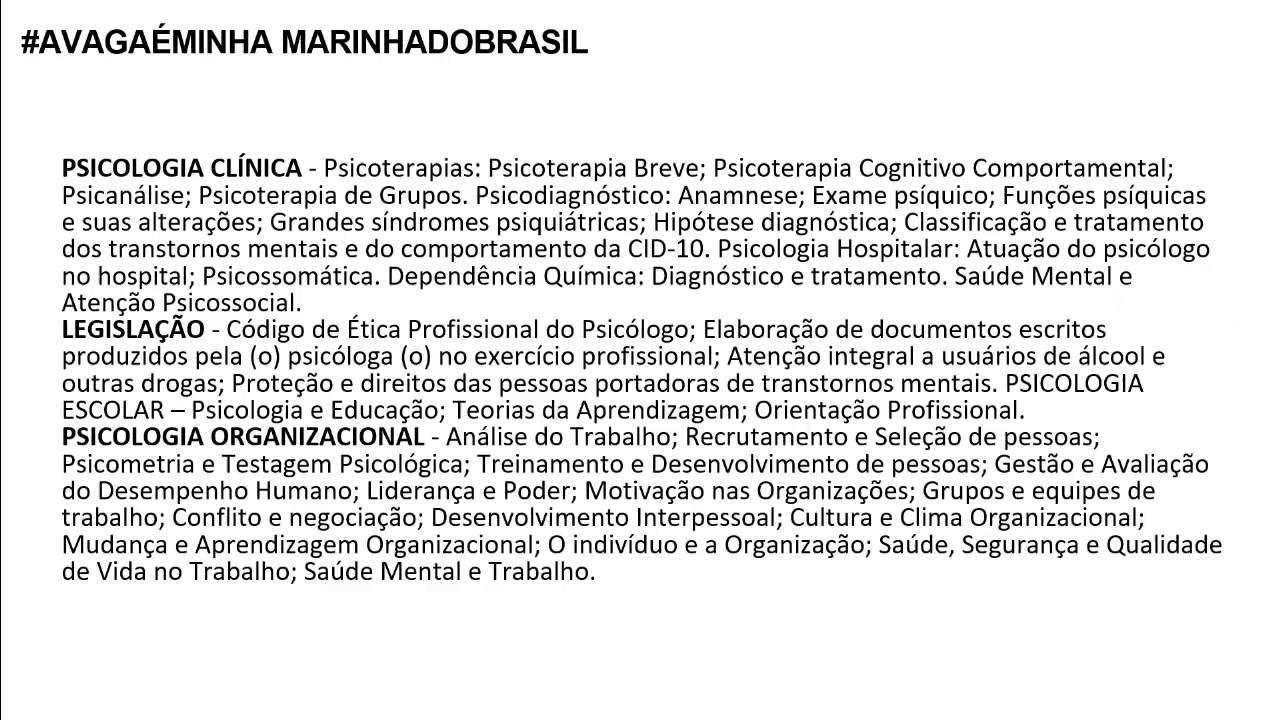 #AVAGAÉMINHA MARINHADOBRASIL
PSICOLOGIA CLÍNICA - Psicoterapias: Psicoterapia Breve; Psicoterapia Cognitivo Comportamental;
Psicanálise; Psicoterapia de Grupos. Psicodiagnóstico: Anamnese; Exame psíquico; Funções psíquicas
e suas alterações; Grandes síndromes psiquiátricas; Hipótese diagnóstica; Classificação e tratamento
dos transtornos mentais e do comportamento da CID-10. Psicologia Hospitalar: Atuação do psicólogo
no hospital; Psicossomática. Dependência Química: Diagnóstico e tratamento. Saúde Mental e
Atenção Psicossocial.
LEGISLAÇÃO - Código de Ética Profissional do Psicólogo; Elaboração de documentos escritos
produzidos pela (o) psicóloga (o) no exercício profissional; Atenção integral a usuários de álcool e
outras drogas; Proteção e direitos das pessoas portadoras de transtornos mentais. PSICOLOGIA
ESCOLAR – Psicologia e Educação; Teorias da Aprendizagem; Orientação Profissional.
PSICOLOGIA ORGANIZACIONAL - Análise do Trabalho; Recrutamento e Seleção de pessoas;
Psicometria e Testagem Psicológica; Treinamento e Desenvolvimento de pessoas; Gestão e Avaliação
do Desempenho Humano; Liderança e Poder; Motivação nas Organizações; Grupos e equipes de
trabalho; Conflito e negociação; Desenvolvimento Interpessoal; Cultura e Clima Organizacional;
Mudança e Aprendizagem Organizacional; O indivíduo e a Organização; Saúde, Segurança e Qualidade
de Vida no Trabalho; Saúde Mental e Trabalho.